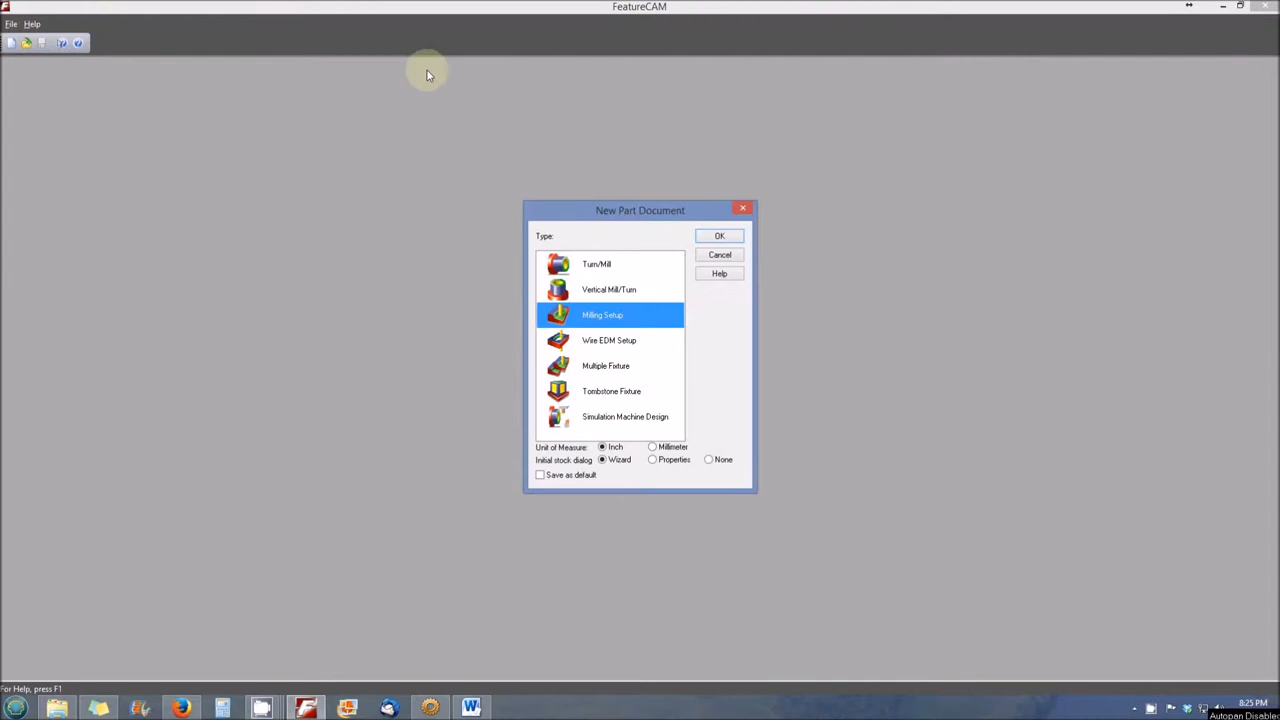 FeatureCAM
File Help
New Part Document
Type:
OK
Cancel
Help
Turn/Mill
Vertical Mill/Turn
Milling Setup
Wire EDM Setup
Multiple Fixture
Tombstone Fixture
Simulation Machine Design
Unit of Measure: Inch Millimeter
Initial stock dialog Wizard Properties None
Save as default
For Help, press F1
8:25 PM
Autopan Disable